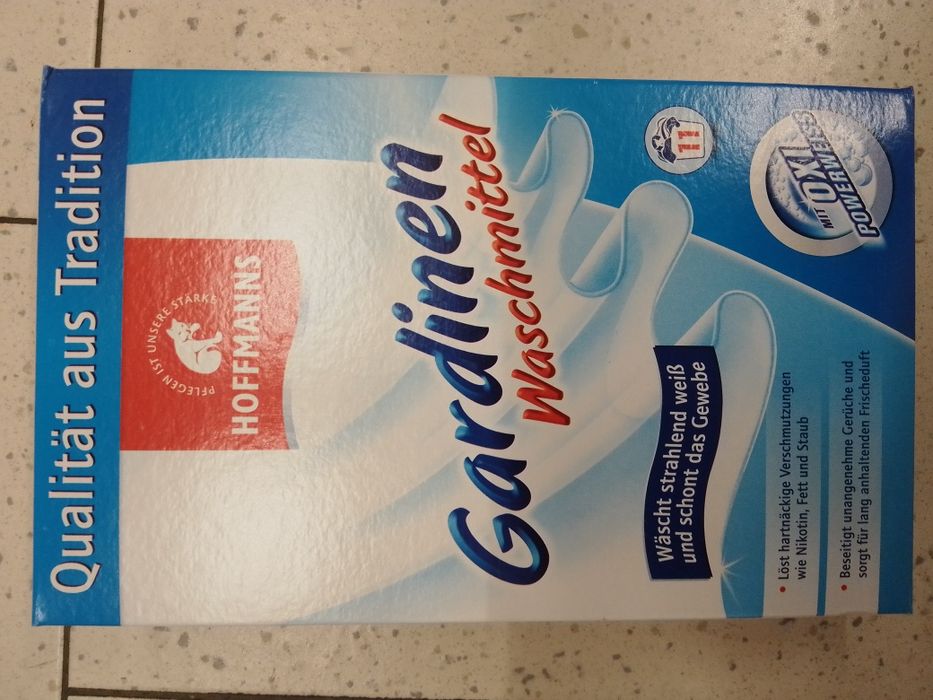 Qualität aus Tradition
PFLEGEN IST UNSERE STÄRKE
HOFFMANNS
Gardinen
Waschmittel
Wäscht strahlend weiß
und schont das Gewebe
11
• Löst hartnäckige Verschmutzungen
wie Nikotin, Fett und Staub
• Beseitigt unangenehme Gerüche und
sorgt für lang anhaltenden Frischeduft
MIT
OXI
POWERWEISS